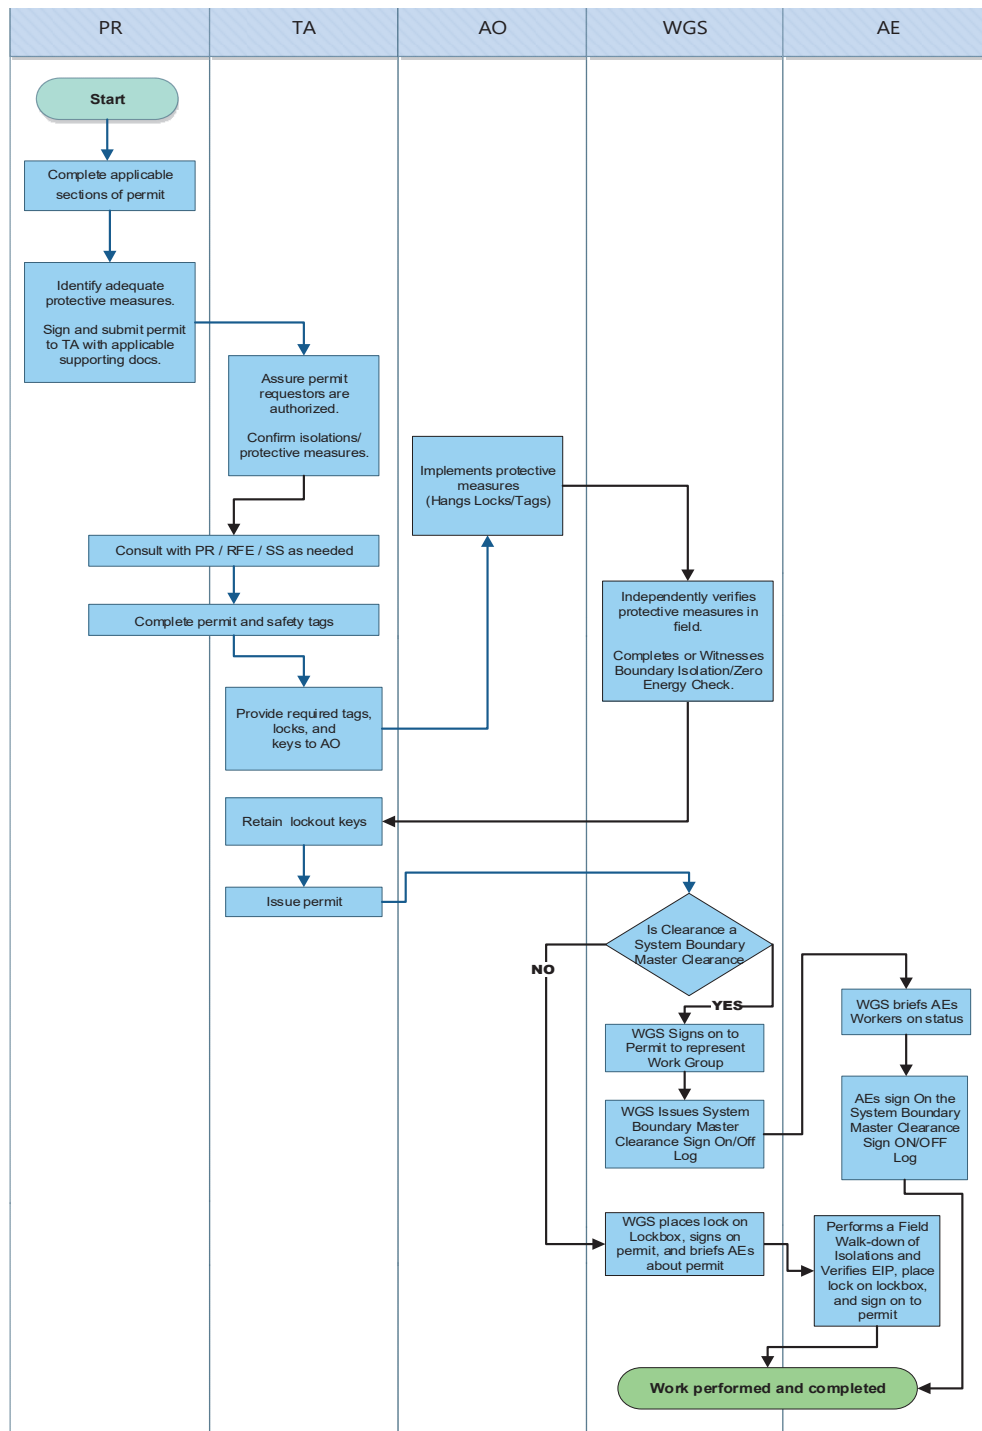 PR
TA
AO
WGS
AE
Start
Complete applicable
sections of permit
Identify adequate
protective measures.
Sign and submit permit
to TA with applicable
supporting docs.
Assure permit
requestors are
authorized.
Confirm isolations/
protective measures.
Implements protective
measures
(Hangs Locks/Tags)
Consult with PR / RFE / SS as needed
Complete permit and safety tags
Independently verifies
protective measures in
field.
Completes or Witnesses
Boundary Isolation/Zero
Energy Check.
Provide required tags,
locks, and
keys to AO
Retain lockout keys
Issue permit
Is Clearance a
System Boundary
Master Clearance
NO
YES
WGS briefs AEs
Workers on status
WGS Signs on to
Permit to represent
Work Group
WGS Issues System
Boundary Master
Clearance Sign On/Off
Log
AEs sign On the
System Boundary
Master Clearance
Sign ON/OFF
Log
WGS places lock on
Lockbox, signs on
permit, and briefs AEs
about permit
Performs a Field
Walk-down of
Isolations and
Verifies EIP, place
lock on lockbox,
and sign on to
permit
Work performed and completed